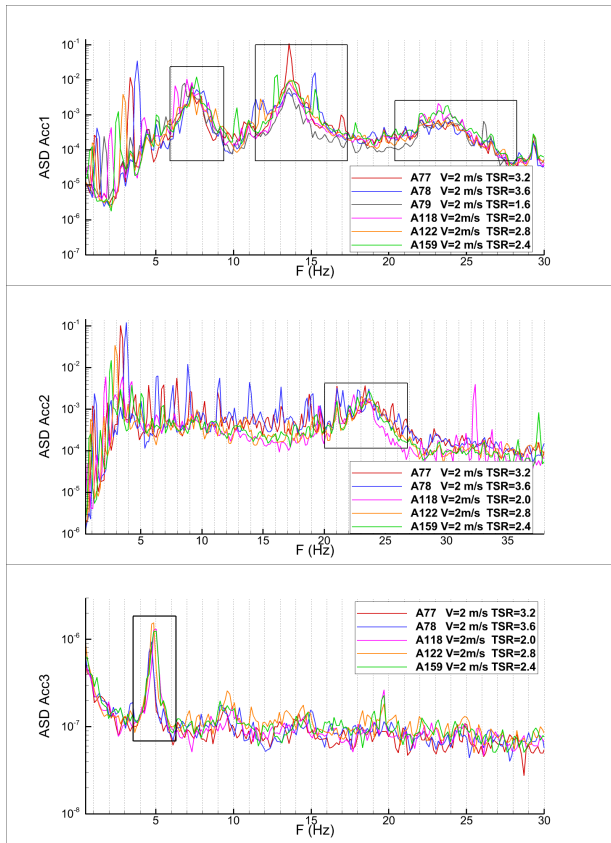 10⁻¹
10⁻²
10⁻³
10⁻⁴
10⁻⁵
10⁻⁶
10⁻⁷
ASD Acc1
A77 V=2 m/s TSR=3.2
A78 V=2 m/s TSR=3.6
A79 V=2 m/s TSR=1.6
A118 V=2m/s TSR=2.0
A122 V=2m/s TSR=2.8
A159 V=2 m/s TSR=2.4
5 10 15 20 25 30
F (Hz)
10⁻¹
10⁻²
10⁻³
10⁻⁴
10⁻⁵
10⁻⁶
ASD Acc2
A77 V=2 m/s TSR=3.2
A78 V=2 m/s TSR=3.6
A118 V=2m/s TSR=2.0
A122 V=2m/s TSR=2.8
A159 V=2 m/s TSR=2.4
5 10 15 20 25 30 35
F (Hz)
A77 V=2 m/s TSR=3.2
A78 V=2 m/s TSR=3.6
A118 V=2m/s TSR=2.0
A122 V=2m/s TSR=2.8
A159 V=2 m/s TSR=2.4
10⁻⁶
10⁻⁷
10⁻⁸
ASD Acc3
5 10 15 20 25 30
F (Hz)